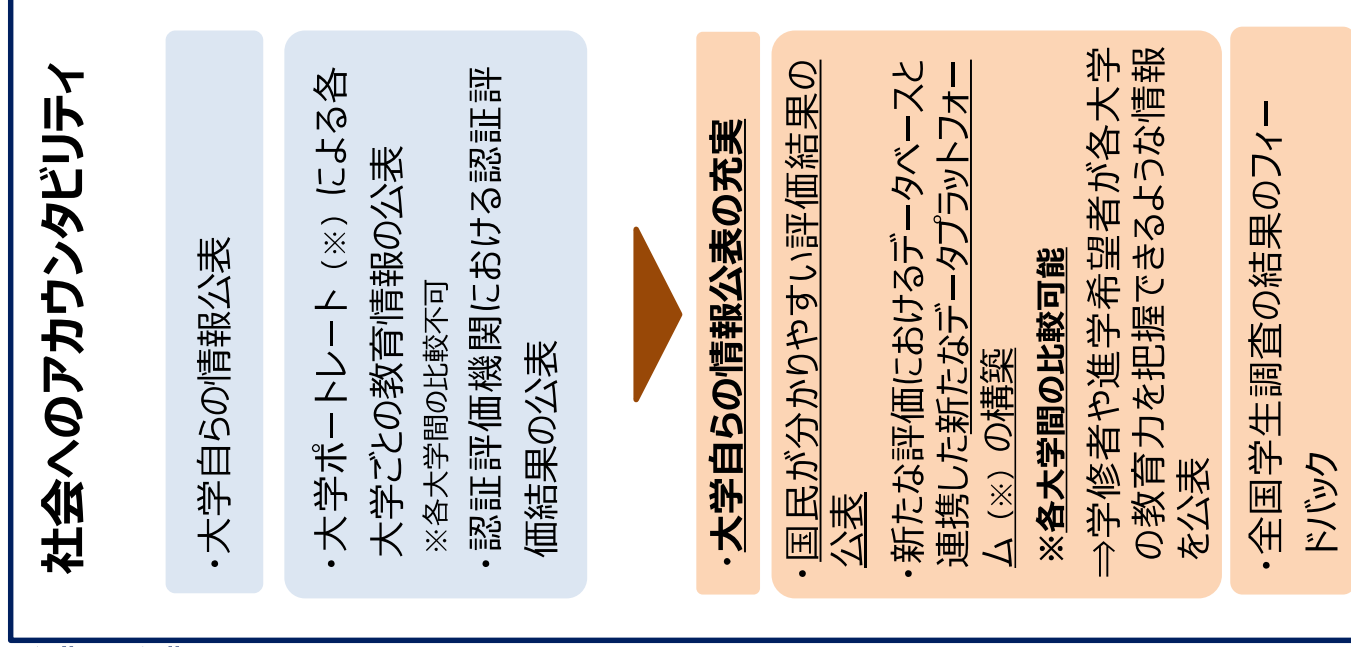 社会へのアカウンタビリティ
・大学自らの情報公表
・大学ポートレート（※）による各
大学ごとの教育情報の公表
※各大学間の比較不可
・認証評価機関における認証評
価結果の公表
・大学自らの情報公表の充実
・国民が分かりやすい評価結果の
公表
・新たな評価におけるデータベースと
連携した新たなデータプラットフォー
ム（※）の構築
※各大学間の比較可能
⇒学修者や進学希望者が各大学
の教育力を把握できるような情報
を公表
・全国学生調査の結果のフィー
ドバック